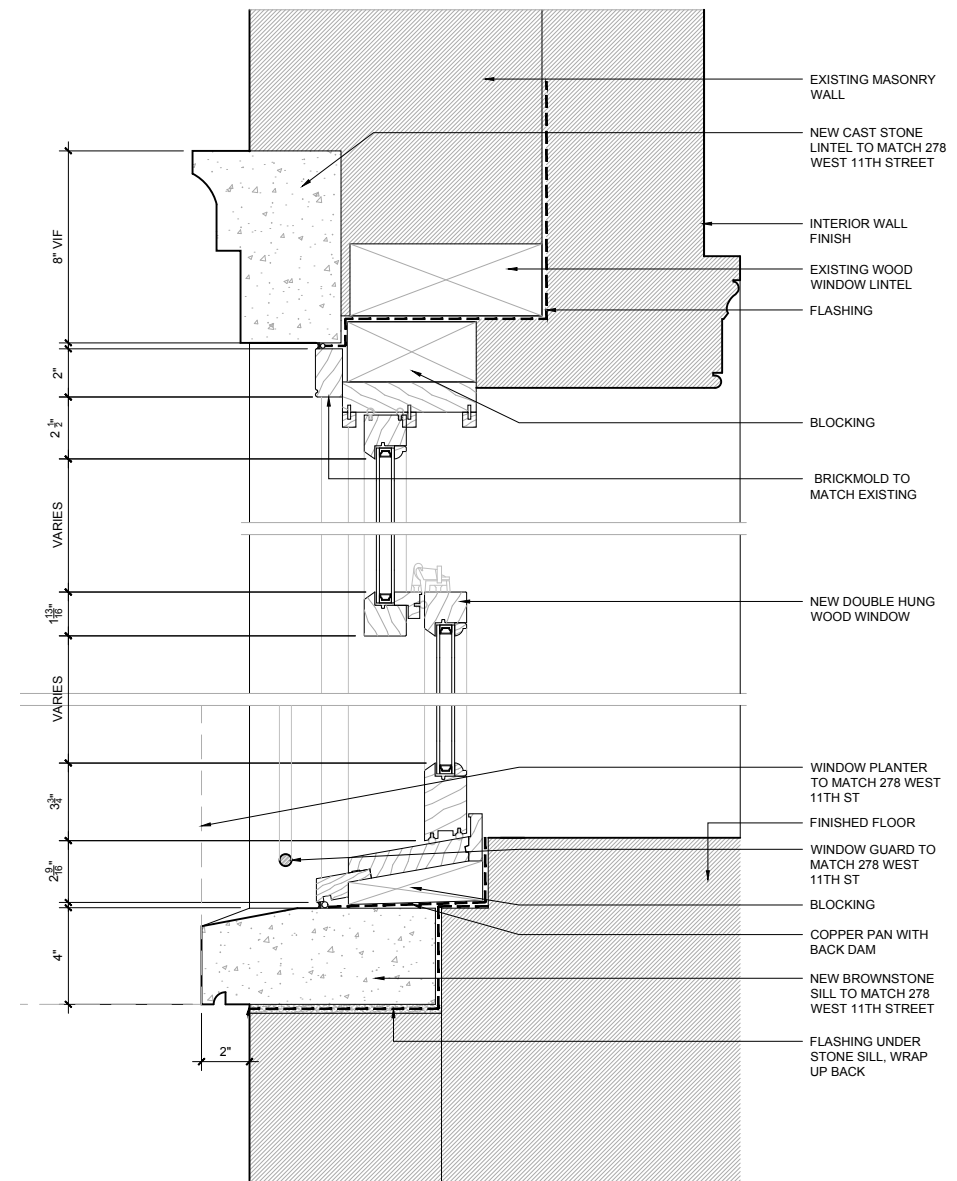 EXISTING MASONRY
WALL
NEW CAST STONE
LINTEL TO MATCH 278
WEST 11TH STREET
INTERIOR WALL
FINISH
EXISTING WOOD
WINDOW LINTEL
FLASHING
BLOCKING
BRICKMOLD TO
MATCH EXISTING
NEW DOUBLE HUNG
WOOD WINDOW
WINDOW PLANTER
TO MATCH 278 WEST
11TH ST
FINISHED FLOOR
WINDOW GUARD TO
MATCH 278 WEST
11TH ST
BLOCKING
COPPER PAN WITH
BACK DAM
NEW BROWNSTONE
SILL TO MATCH 278
WEST 11TH STREET
FLASHING UNDER
STONE SILL, WRAP
UP BACK
8" VIF
2"
2 1/2"
VARIES
1 13/16"
VARIES
3 3/4"
2 9/16"
4"
2"